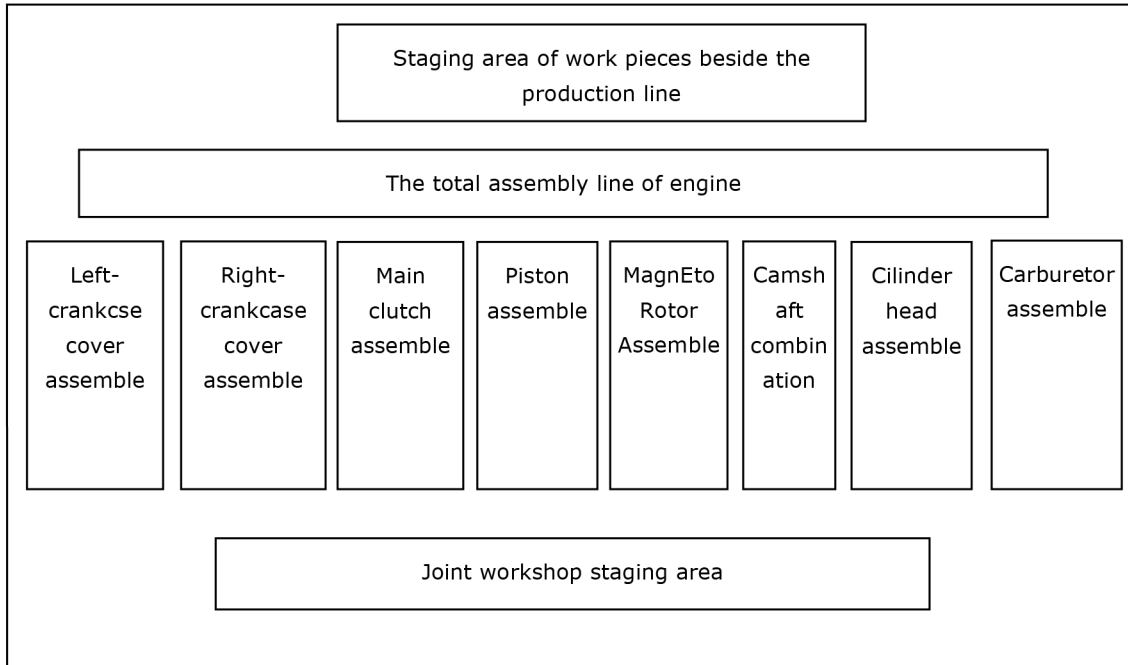 Staging area of work pieces beside the
production line
The total assembly line of engine
Left-
crankcse
cover
assemble
Right-
crankcase
cover
assemble
Main
clutch
assemble
Piston
assemble
MagnEto
Rotor
Assemble
Camsh
aft
combin
ation
Cilinder
head
assemble
Carburetor
assemble
Joint workshop staging area